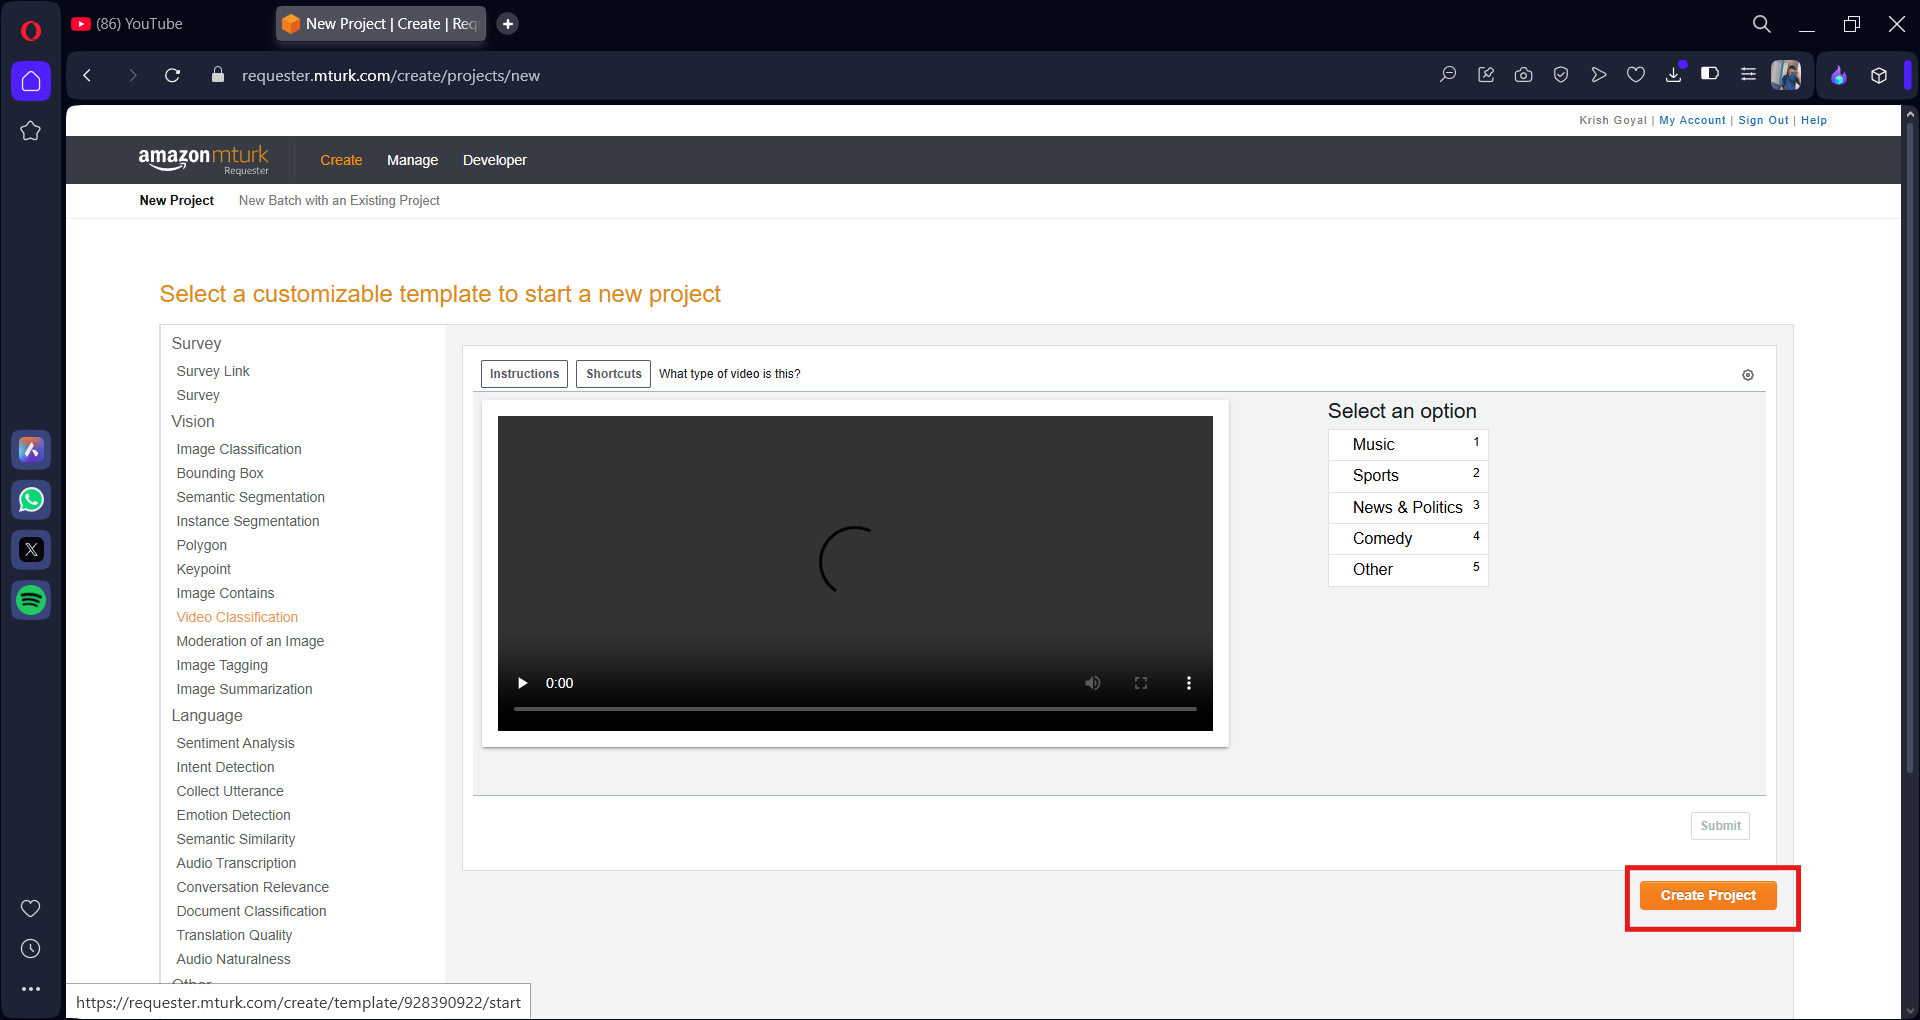 (86) YouTube
New Project | Create | Req
requester.mturk.com/create/projects/new
Krish Goyal | My Account | Sign Out | Help
amazonmturk
Requester
Create
Manage
Developer
New Project
New Batch with an Existing Project
Select a customizable template to start a new project
Survey
Survey Link
Survey
Vision
Image Classification
Bounding Box
Semantic Segmentation
Instance Segmentation
Polygon
Keypoint
Image Contains
Video Classification
Moderation of an Image
Image Tagging
Image Summarization
Language
Sentiment Analysis
Intent Detection
Collect Utterance
Emotion Detection
Semantic Similarity
Audio Transcription
Conversation Relevance
Document Classification
Translation Quality
Audio Naturalness
Other
Instructions
Shortcuts
What type of video is this?
0:00
Select an option
Music 1
Sports 2
News & Politics 3
Comedy 4
Other 5
Submit
Create Project
https://requester.mturk.com/create/template/928390922/start